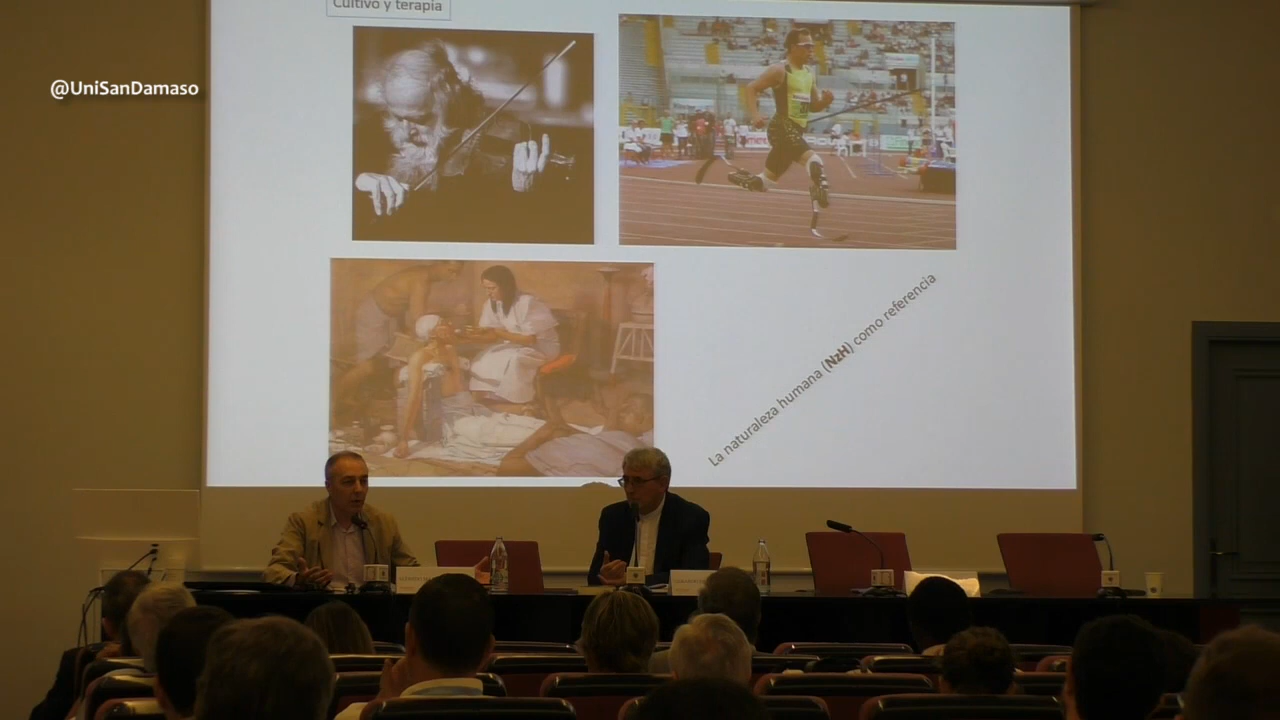 Cultivo y terapia
@UniSanDamaso
La naturaleza humana (NzH) como referencia